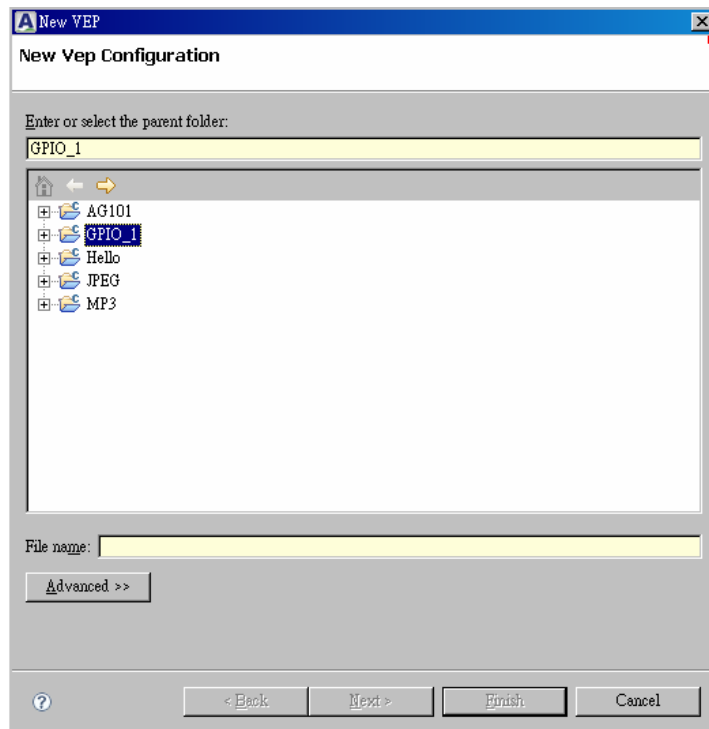 New VEP
New Vep Configuration
Enter or select the parent folder:
GPIO_1
AG101
GPIO_1
Hello
JPEG
MP3
File name:
Advanced >>
< Back
Next >
Finish
Cancel